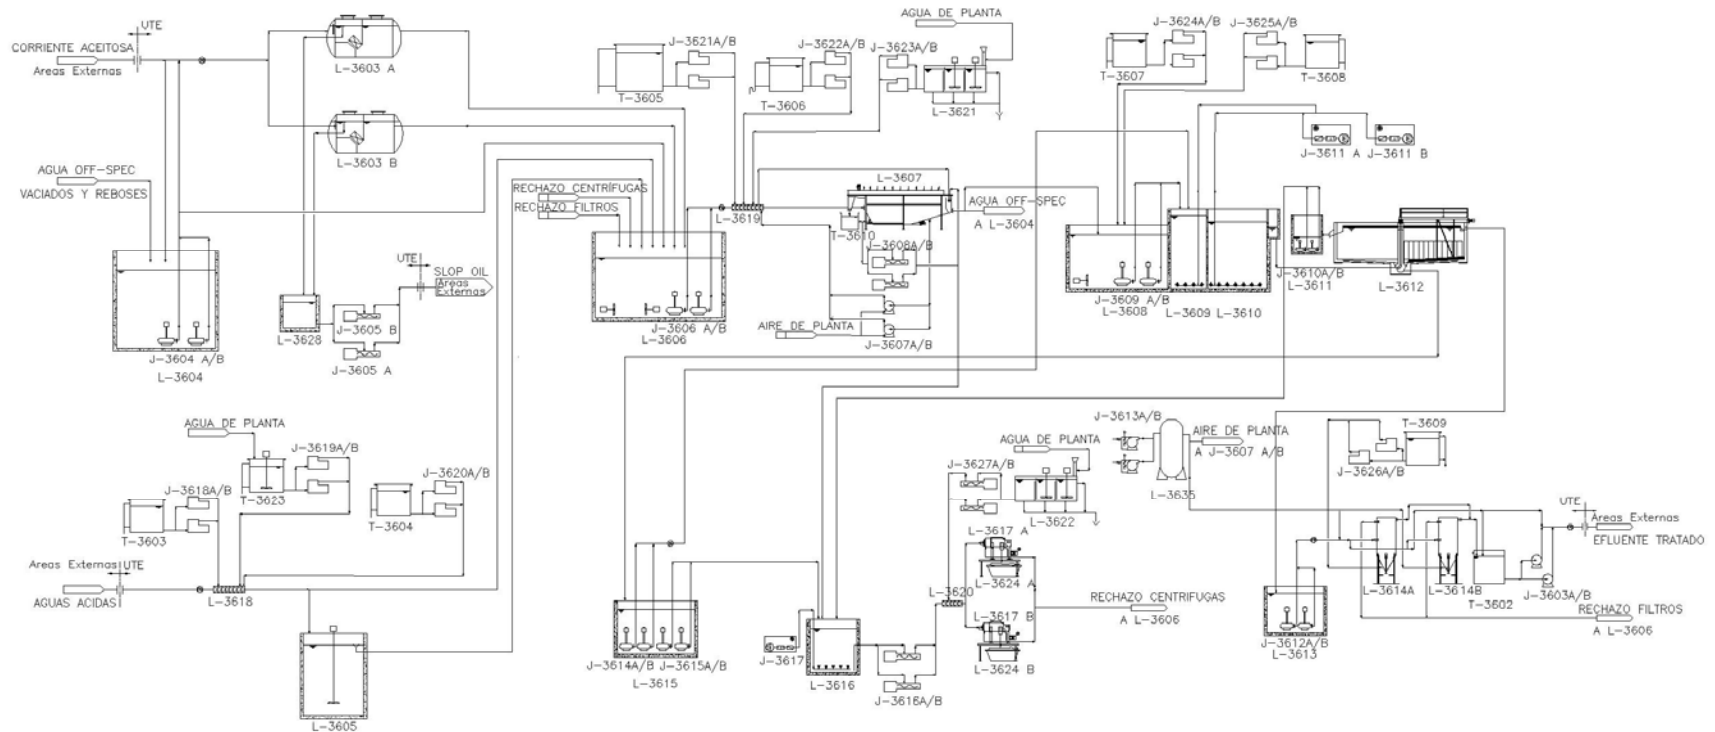 AGUA DE PLANTA
UTE
CORRIENTE ACEITOSA
Areas Externas
L-3603 A
L-3603 B
AGUA OFF-SPEC
VACIADOS Y REBOSES
J-3604 A/B
L-3604
UTE
SLOP OIL
Areas
Externas
L-3628
J-3605 B
J-3605 A
J-3621A/B
T-3605
J-3622A/B
T-3606
J-3623A/B
L-3621
RECHAZO CENTRÍFUGAS
RECHAZO FILTROS
L-3619
J-3606 A/B
L-3606
L-3607
T-3610
AGUA OFF-SPEC
A L-3604
J-3608A/B
AIRE DE PLANTA
J-3607A/B
J-3624A/B
J-3625A/B
T-3607
T-3608
J-3611 A
J-3611 B
J-3609 A/B
L-3608
L-3609
L-3610
J-3610A/B
L-3611
L-3612
AGUA DE PLANTA
J-3619A/B
T-3623
J-3618A/B
T-3603
J-3620A/B
T-3604
Areas Externas
UTE
AGUAS ACIDAS
L-3618
L-3605
J-3614A/B
J-3615A/B
L-3615
J-3617
L-3616
J-3616A/B
L-3620
AGUA DE PLANTA
J-3627A/B
L-3622
L-3617 A
L-3624 A
L-3617 B
L-3624 B
RECHAZO CENTRIFUGAS
A L-3606
J-3613A/B
AIRE DE PLANTA
A J-3607 A/B
L-3635
T-3609
J-3626A/B
UTE
Areas Externas
EFLUENTE TRATADO
L-3614A
L-3614B
T-3602
J-3603A/B
J-3612A/B
L-3613
RECHAZO FILTROS
A L-3606